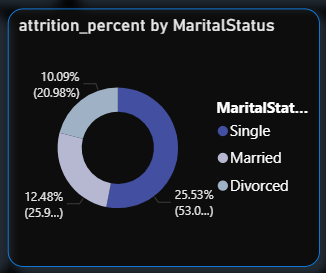 attrition_percent by MaritalStatus
10.09%
(20.98%)
MaritalStat...
Single
Married
Divorced
12.48%
(25.9...)
25.53%
(53.0...)